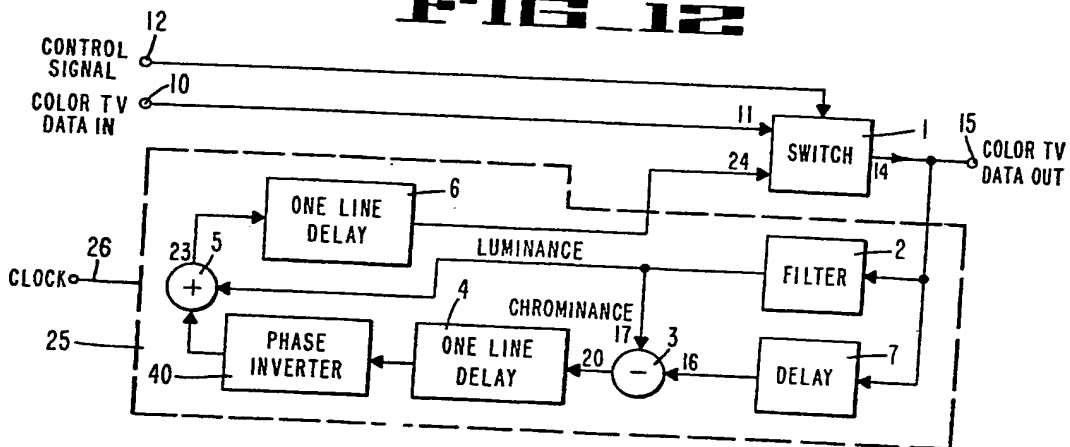 FIG_12
12
CONTROL
SIGNAL
10
COLOR TV
DATA IN
11
SWITCH
1
14
15
COLOR TV
DATA OUT
24
6
ONE LINE
DELAY
LUMINANCE
23
5
+
26
CLOCK
FILTER
2
CHROMINANCE
17
4
ONE LINE
DELAY
20
3
−
16
DELAY
7
PHASE
INVERTER
25
40